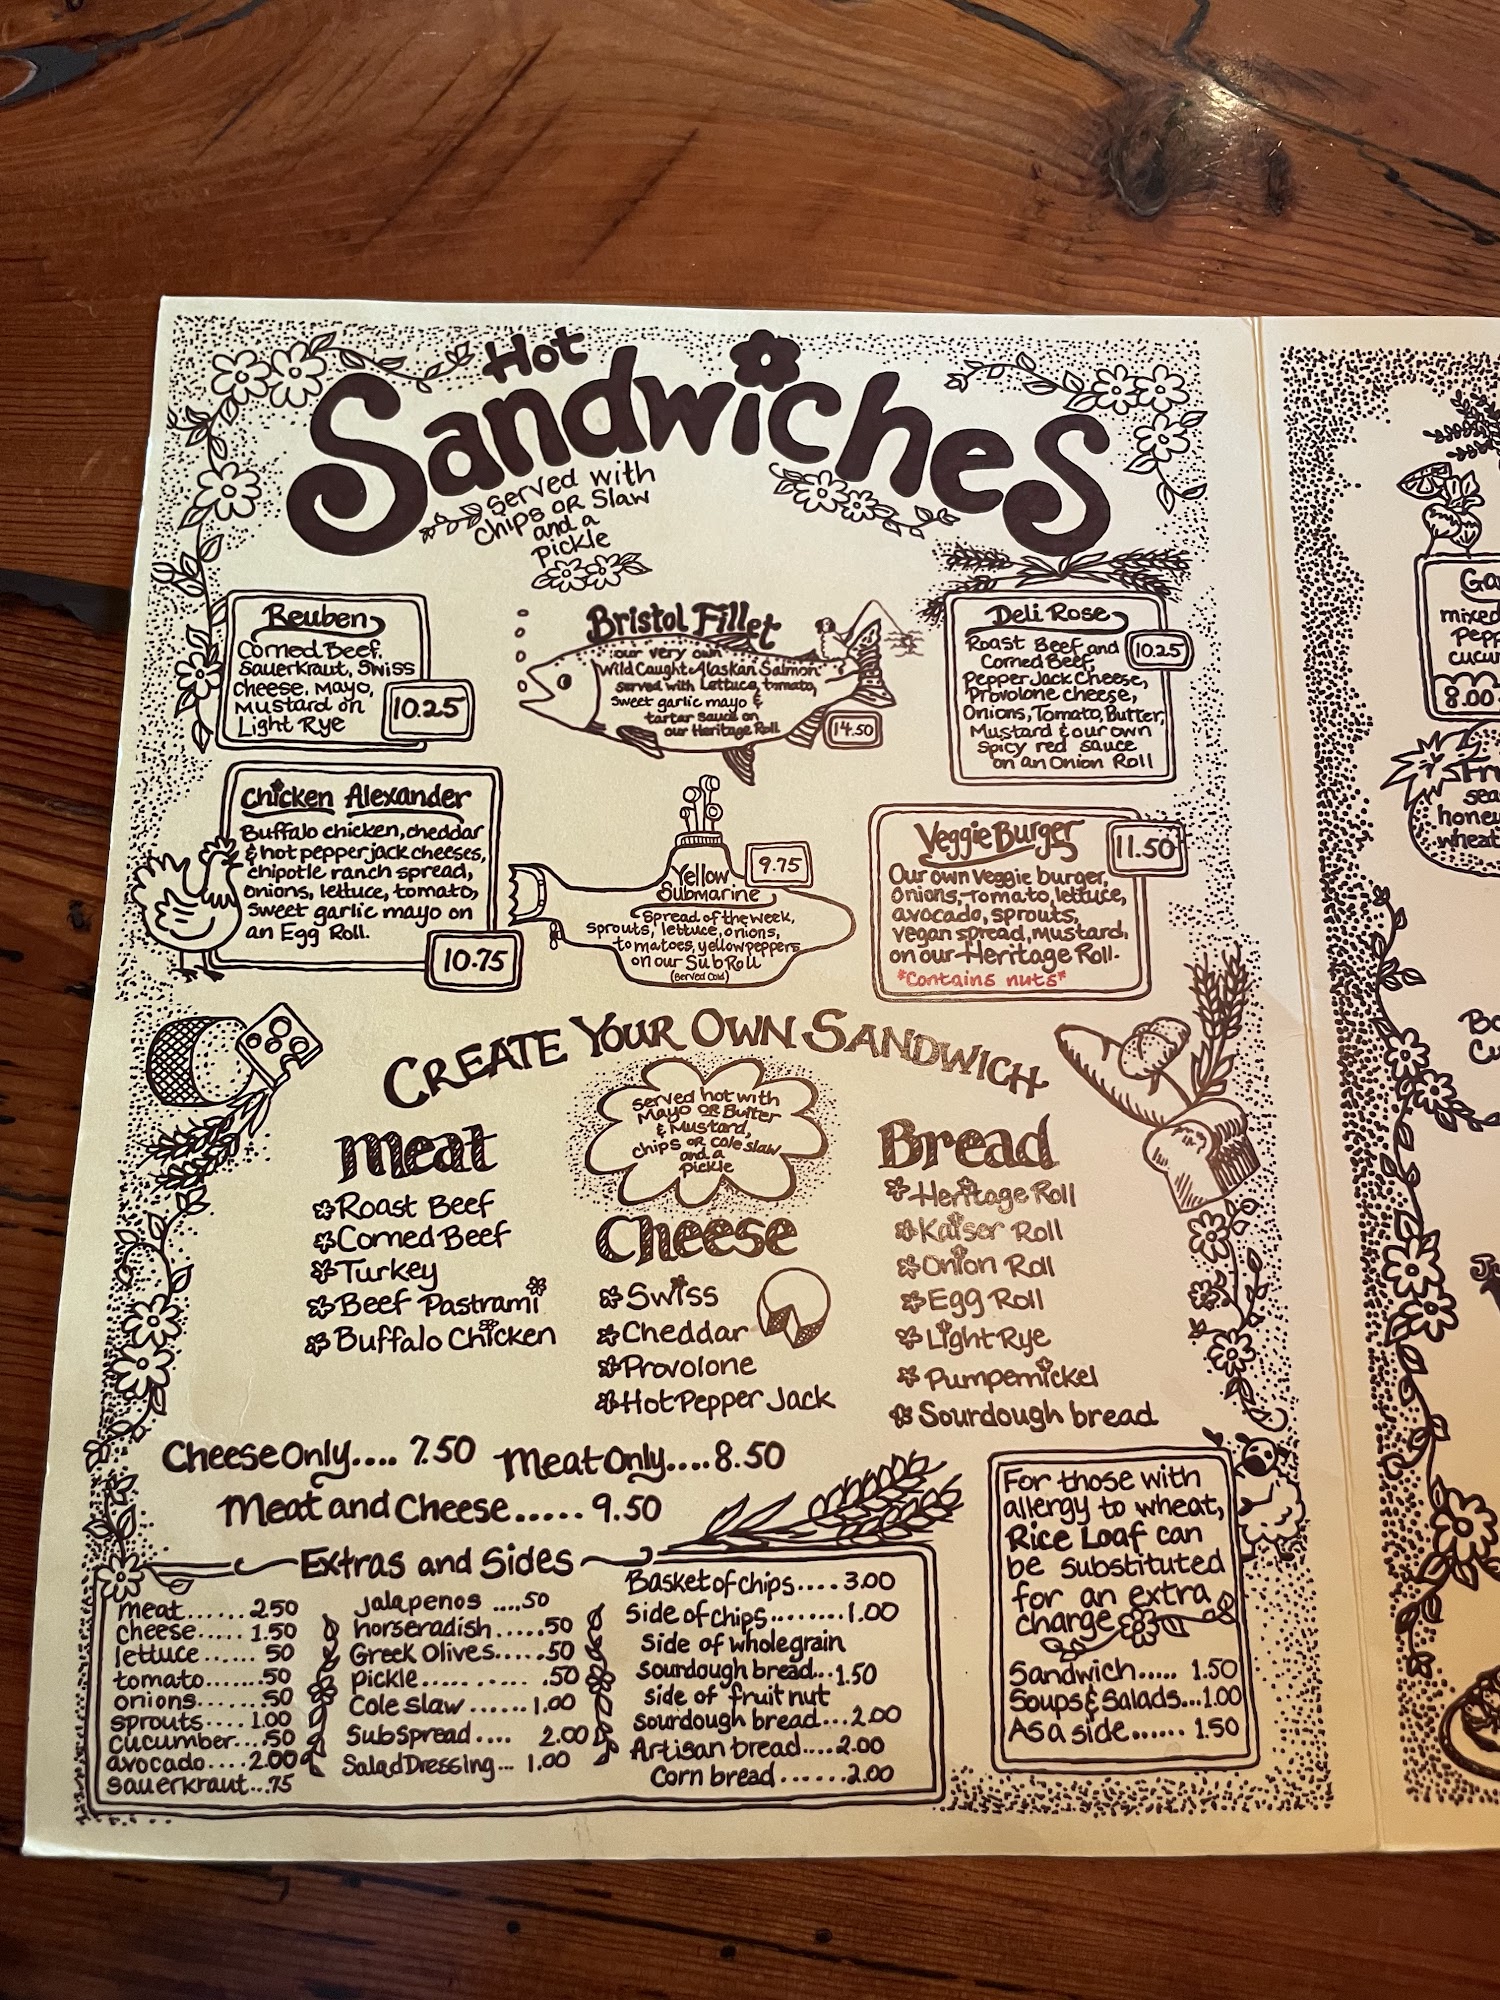 Hot
Sandwiches
Served with
Chips OR Slaw
and a
Pickle
Reuben
Corned Beef,
Sauerkraut, Swiss
Cheese, Mayo,
Mustard on
Light Rye
10.25
Bristol Fillet
our very own
Wild Caught Alaskan Salmon
served with Lettuce, tomato,
sweet garlic mayo &
tartar sauce on
our Heritage Roll
14.50
Deli Rose
Roast Beef and
Corned Beef,
Pepper Jack Cheese,
Provolone cheese,
Onions, Tomato, Butter,
Mustard & our own
Spicy red sauce
on an Onion Roll
10.25
Chicken Alexander
Buffalo chicken, cheddar
& hot pepper jack cheeses,
chipotle ranch spread,
onions, lettuce, tomato,
sweet garlic mayo on
an Egg Roll.
10.75
Yellow
Submarine
9.75
Spread of the week,
sprouts, lettuce, onions,
tomatoes, yellow peppers
on our Sub Roll
(Served Cold)
Veggie Burger
11.50
Our own veggie burger,
onions, tomato, lettuce,
avocado, sprouts,
vegan spread, mustard,
on our Heritage Roll.
*Contains nuts*
CREATE YOUR OWN SANDWICH
served hot with
Mayo OR Butter
& Mustard,
chips OR cole slaw
and a
pickle
Meat
Roast Beef
Corned Beef
Turkey
Beef Pastrami
Buffalo Chicken
Cheese
Swiss
Cheddar
Provolone
Hot Pepper Jack
Bread
Heritage Roll
Kaiser Roll
Onion Roll
Egg Roll
Light Rye
Pumpernickel
Sourdough bread
Cheese Only.... 7.50
Meat Only....8.50
Meat and Cheese..... 9.50
Extras and Sides
meat......2.50
cheese..... 1.50
lettuce...... 50
tomato.......50
onions.......50
sprouts.... 1.00
cucumber...50
avocado....2.00
sauerkraut...75
jalapenos ....50
horseradish.....50
Greek Olives.....50
pickle.......... .50
Cole slaw......1.00
Sub Spread.... 2.00
Salad Dressing... 1.00
Basket of chips....3.00
Side of chips........1.00
Side of wholegrain
sourdough bread...1.50
side of fruit nut
sourdough bread...2.00
Artisan bread....2.00
Corn bread ......2.00
For those with
allergy to wheat,
Rice Loaf can
be substituted
for an extra
charge
Sandwich..... 1.50
Soups & Salads...1.00
As a side...... 1.50
Ga
mixed
pepp
cucu
8.00
Fr
sea
honey
wheat